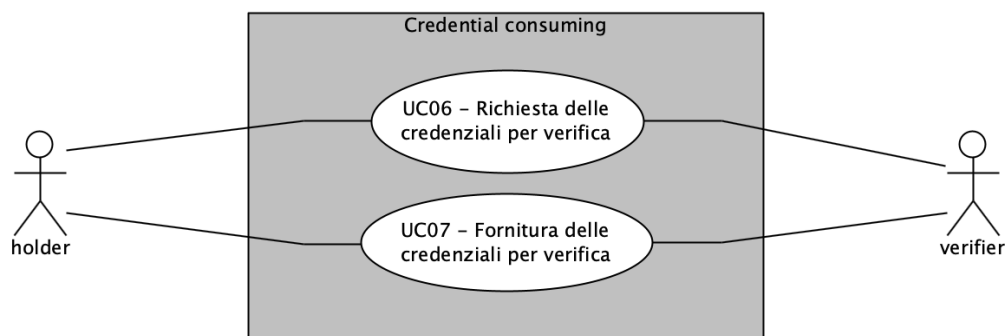 Credential consuming
UC06 – Richiesta delle
credenziali per verifica
UC07 – Fornitura delle
credenziali per verifica
holder
verifier